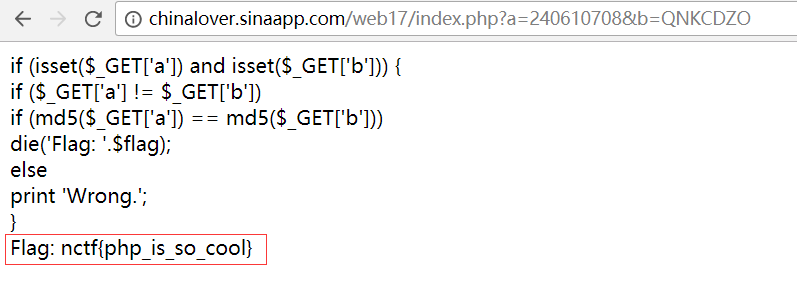 chinalover.sinaapp.com/web17/index.php?a=240610708&b=QNKCDZO
if (isset($_GET['a']) and isset($_GET['b'])) {
if ($_GET['a'] != $_GET['b'])
if (md5($_GET['a']) == md5($_GET['b']))
die('Flag: '.$flag);
else
print 'Wrong.';
}
Flag: nctf{php_is_so_cool}